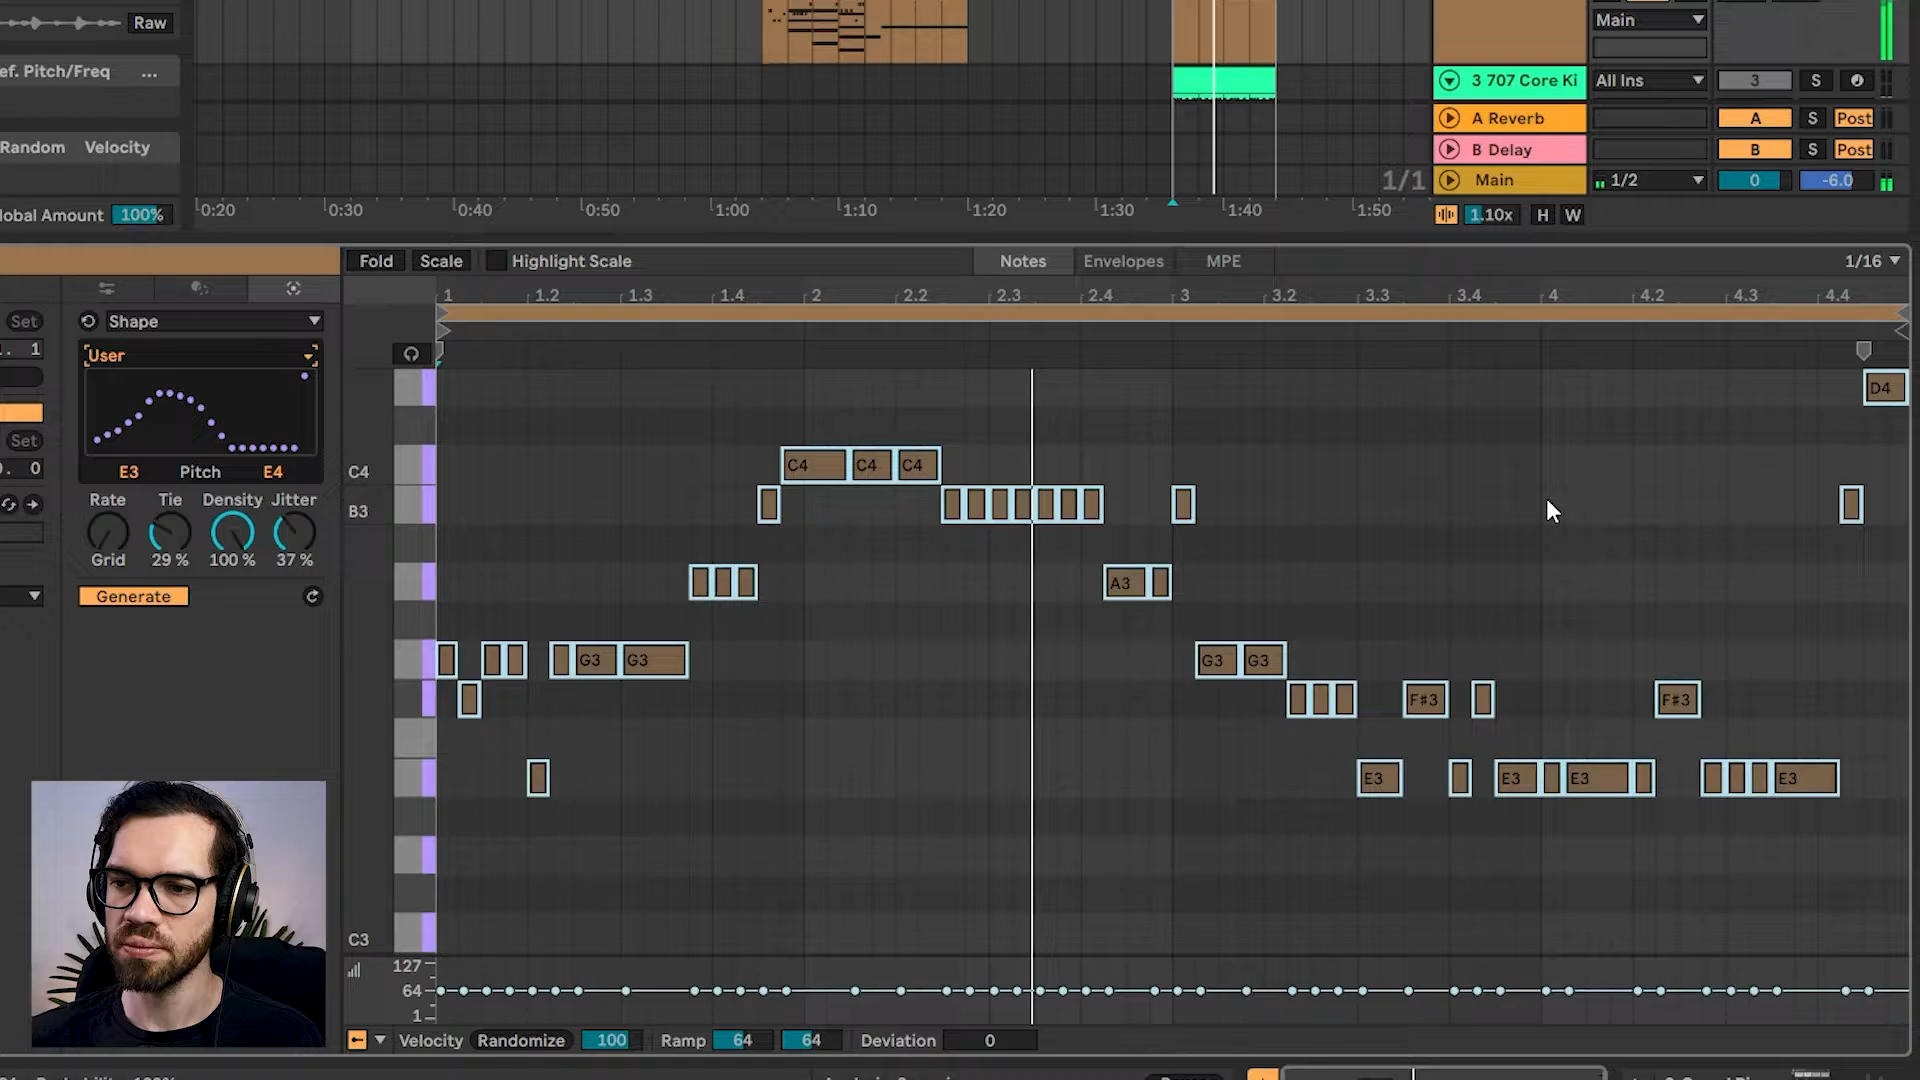 Raw
Main
ef. Pitch/Freq ...
3 707 Core Ki All Ins 3 S
A Reverb A S Post
Random Velocity
B Delay B S Post
1/1
Main 1/2 0 -6.0
lobal Amount 100%
0:20 0:30 0:40 0:50 1:00 1:10 1:20 1:30 1:40 1:50
1.10x H W
Fold Scale Highlight Scale Notes Envelopes MPE 1/16
1 1.2 1.3 1.4 2 2.2 2.3 2.4 3 3.2 3.3 3.4 4 4.2 4.3 4.4
Set Shape
1. 1
User
D4
Set
C4 C4 C4 C4
0. 0
E3 Pitch E4
Rate Tie Density Jitter
B3
Grid 29 % 100 % 37 %
A3
Generate
G3 G3 G3 G3
F#3 F#3
E3 E3 E3 E3
C3
127
64
1
Velocity Randomize 100 Ramp 64 64 Deviation 0